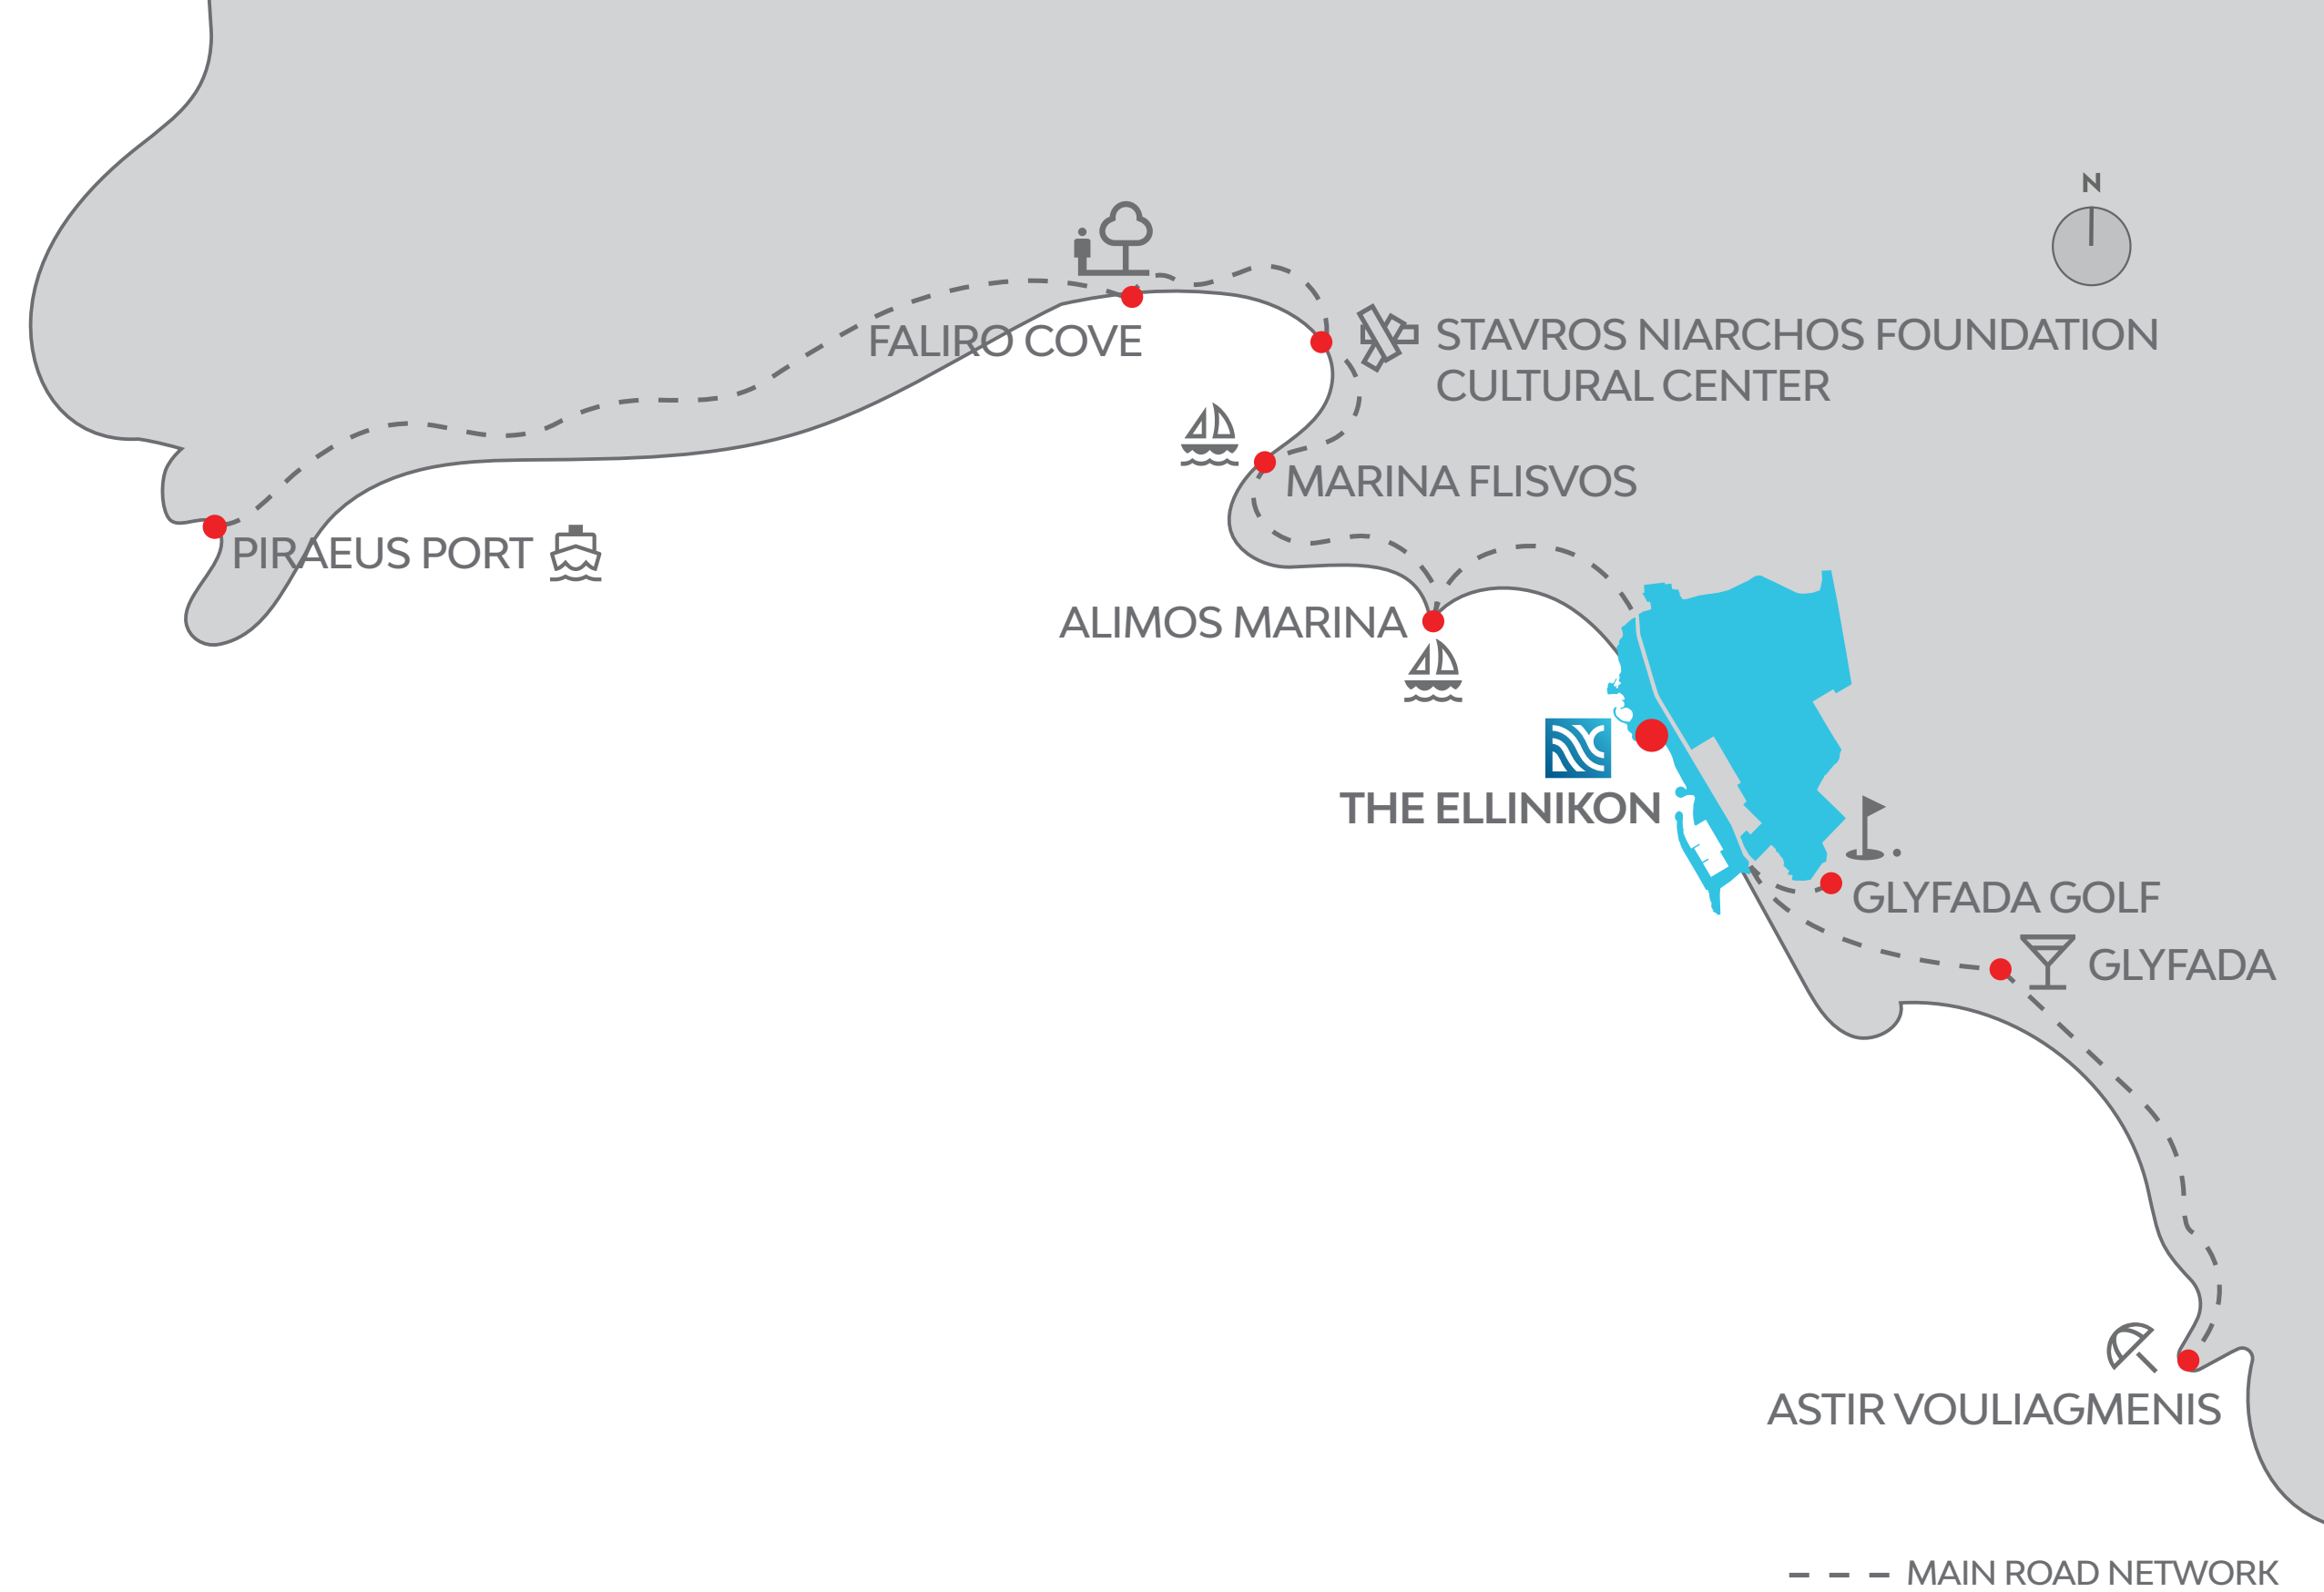 N
STAVROS NIARCHOS FOUNDATION
CULTURAL CENTER
FALIRO COVE
MARINA FLISVOS
PIRAEUS PORT
ALIMOS MARINA
THE ELLINIKON
GLYFADA GOLF
GLYFADA
ASTIR VOULIAGMENIS
MAIN ROAD NETWORK